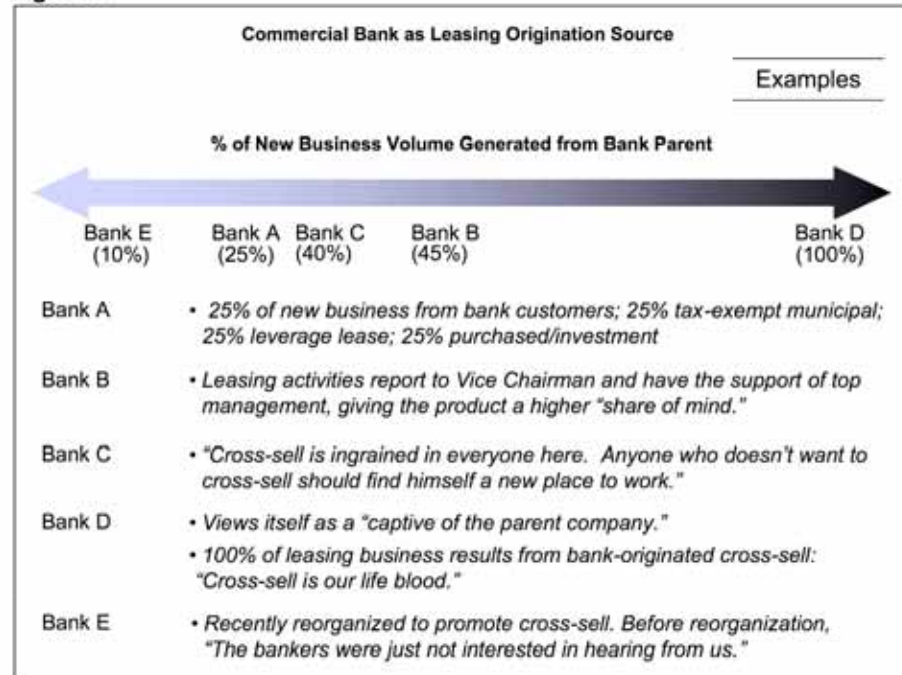 Commercial Bank as Leasing Origination Source
Examples
% of New Business Volume Generated from Bank Parent
Bank E Bank A Bank C Bank B Bank D
(10%) (25%) (40%) (45%) (100%)
Bank A • 25% of new business from bank customers; 25% tax-exempt municipal;
25% leverage lease; 25% purchased/investment
Bank B • Leasing activities report to Vice Chairman and have the support of top
management, giving the product a higher “share of mind.”
Bank C • “Cross-sell is ingrained in everyone here. Anyone who doesn’t want to
cross-sell should find himself a new place to work.”
Bank D • Views itself as a “captive of the parent company.”
• 100% of leasing business results from bank-originated cross-sell:
“Cross-sell is our life blood.”
Bank E • Recently reorganized to promote cross-sell. Before reorganization,
“The bankers were just not interested in hearing from us.”